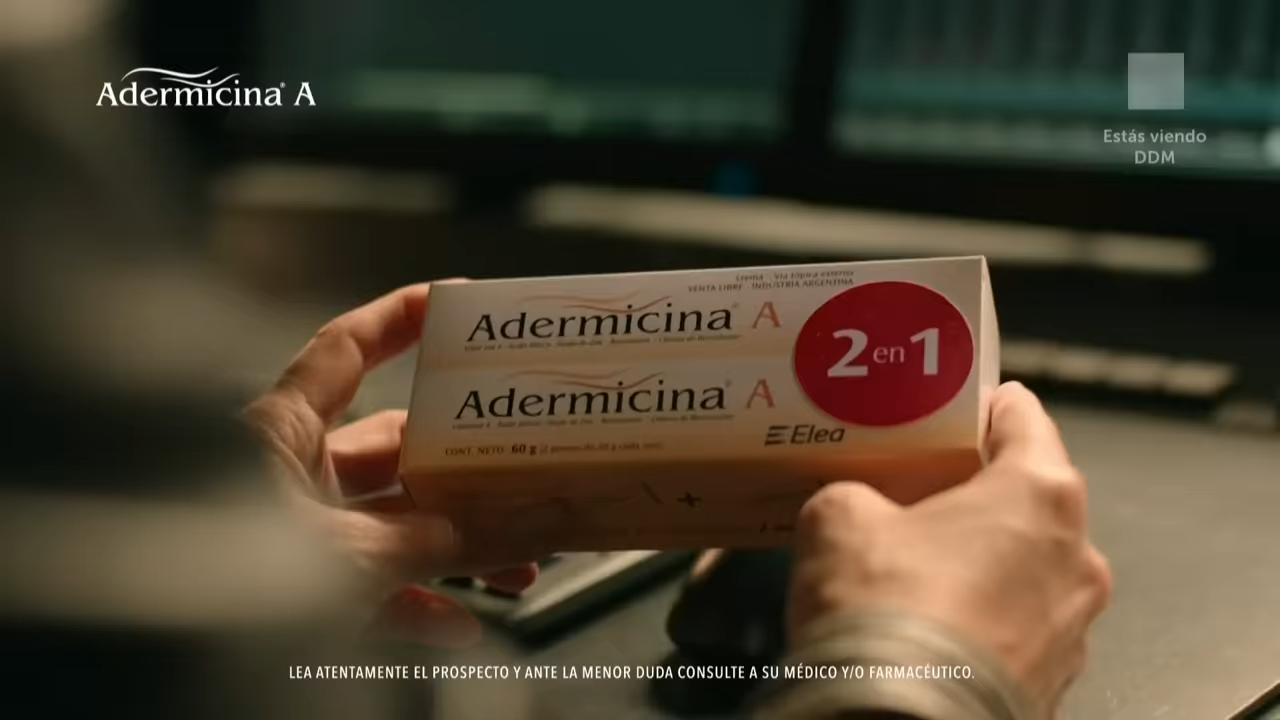 Adermicina® A
Estás viendo
DDM
Crema - Vía tópica externa
VENTA LIBRE - INDUSTRIA ARGENTINA
Adermicina® A
2 en 1
Adermicina® A
Elea
CONT. NETO 60 g
+
LEA ATENTAMENTE EL PROSPECTO Y ANTE LA MENOR DUDA CONSULTE A SU MÉDICO Y/O FARMACÉUTICO.